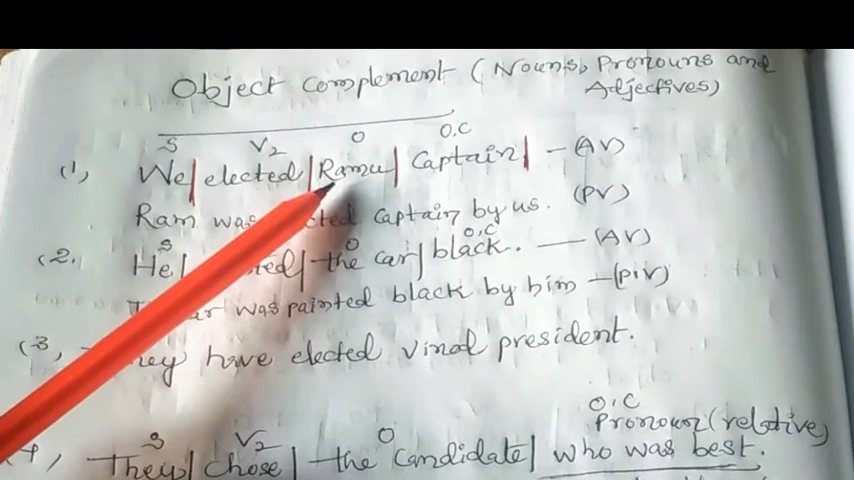 Object complement (Nouns, Pronouns and
Adjectives)
S V2 O O.C
(1, We| elected |Ramu| Captain| - (AV)
Ram was captain by us. (PV)
S O O.C
(2. He| the car| black. - (AV)
was painted black by him - (P.V)
(3, have elected vinod president.
O.C
S V2 O Pronoun (relative)
They| chose| the candidate| who was best.